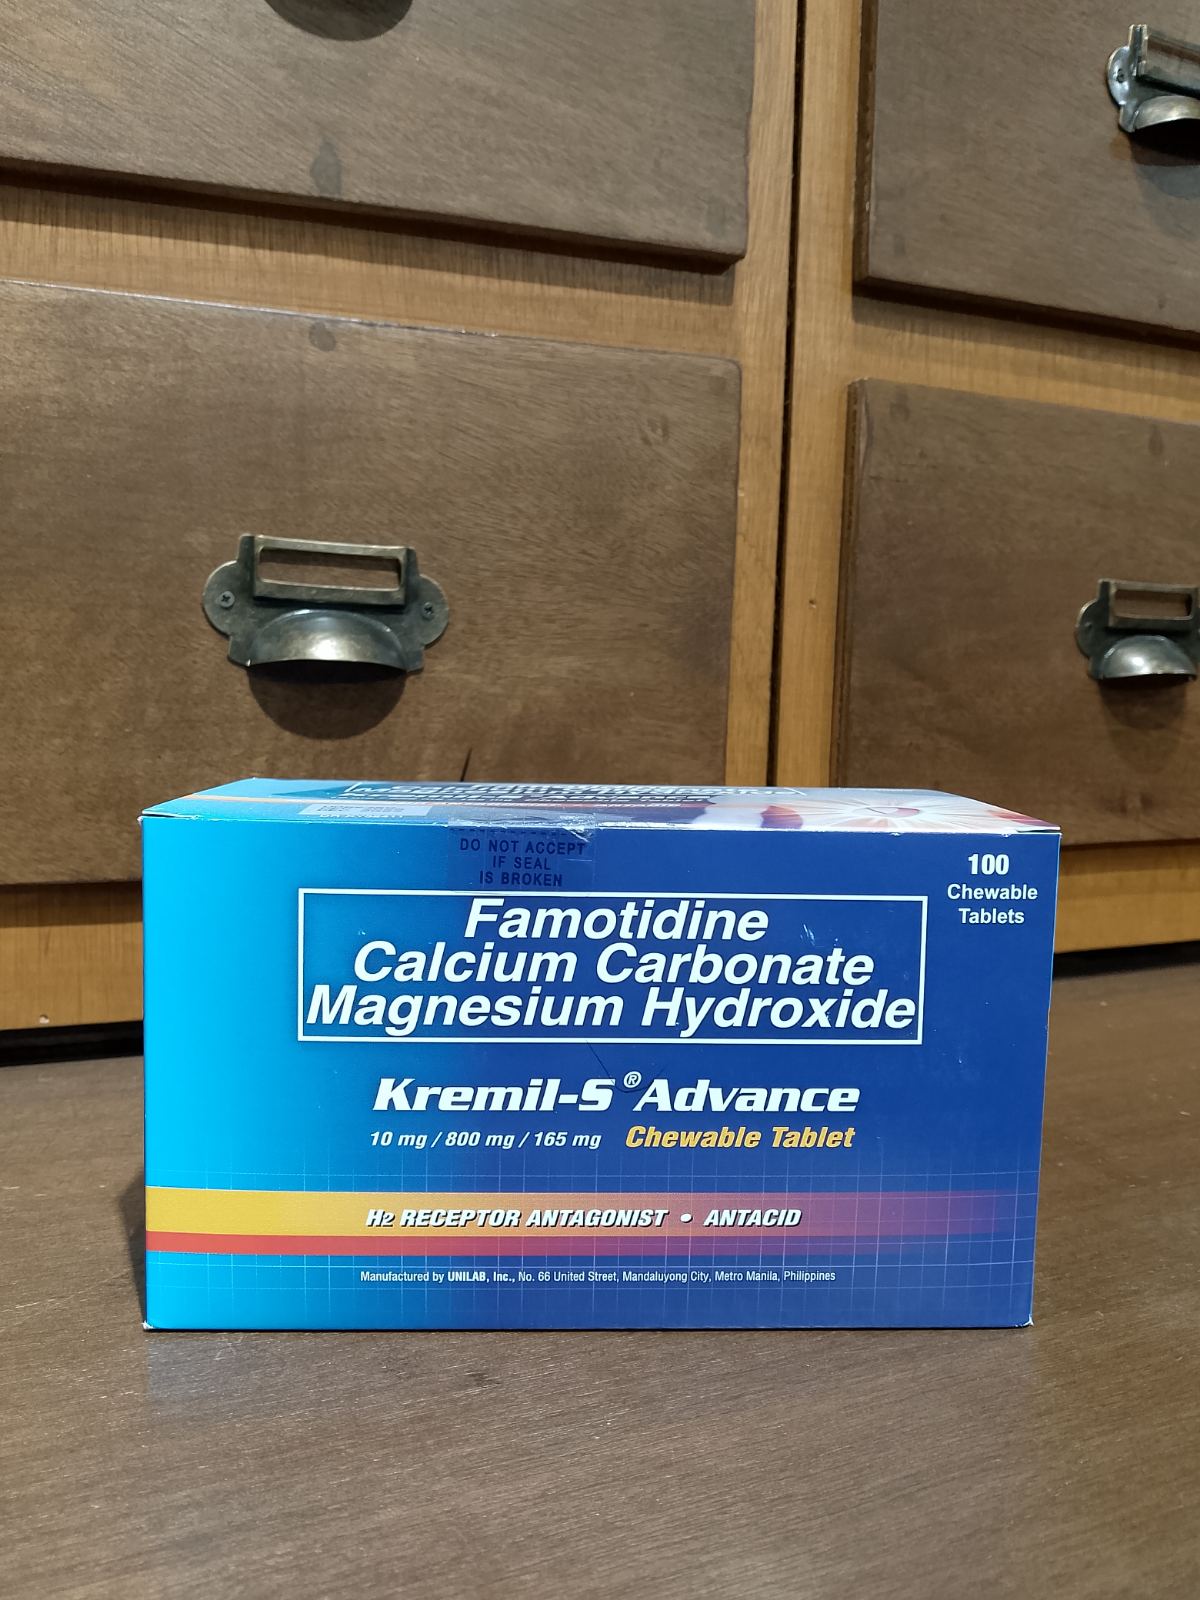 DO NOT ACCEPT
IF SEAL
IS BROKEN
100
Chewable
Tablets
Famotidine
Calcium Carbonate
Magnesium Hydroxide
Kremil-S® Advance
10 mg / 800 mg / 165 mg Chewable Tablet
H2 RECEPTOR ANTAGONIST • ANTACID
Manufactured by UNILAB, Inc., No. 66 United Street, Mandaluyong City, Metro Manila, Philippines